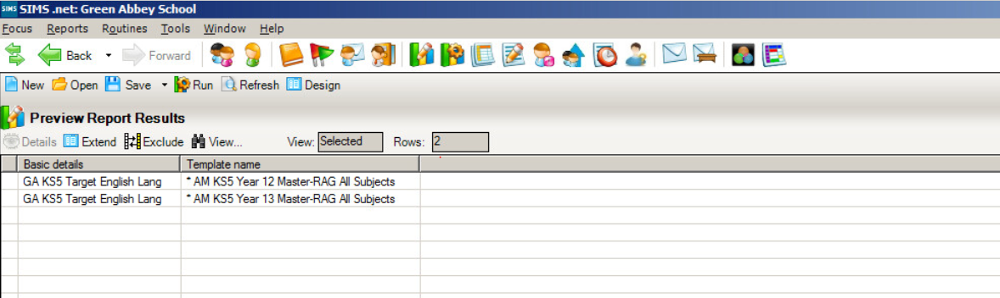 SIMS SIMS .net: Green Abbey School
Focus Reports Routines Tools Window Help
Back Forward
New Open Save Run Refresh Design
Preview Report Results
Details Extend Exclude View... View: Selected Rows: 2
Basic details Template name
GA KS5 Target English Lang * AM KS5 Year 12 Master-RAG All Subjects
GA KS5 Target English Lang * AM KS5 Year 13 Master-RAG All Subjects